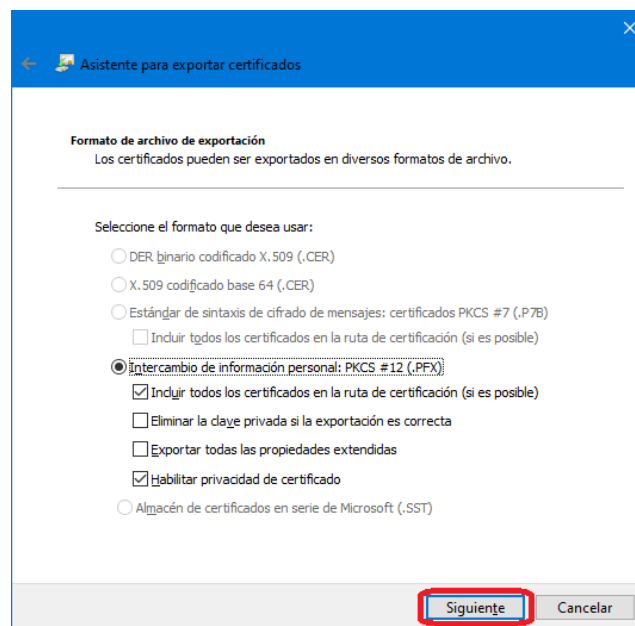 Asistente para exportar certificados
Formato de archivo de exportación
Los certificados pueden ser exportados en diversos formatos de archivo.
Seleccione el formato que desea usar:
DER binario codificado X.509 (.CER)
X.509 codificado base 64 (.CER)
Estándar de sintaxis de cifrado de mensajes: certificados PKCS #7 (.P7B)
Incluir todos los certificados en la ruta de certificación (si es posible)
Intercambio de información personal: PKCS #12 (.PFX)
Incluir todos los certificados en la ruta de certificación (si es posible)
Eliminar la clave privada si la exportación es correcta
Exportar todas las propiedades extendidas
Habilitar privacidad de certificado
Almacén de certificados en serie de Microsoft (.SST)
Siguiente Cancelar